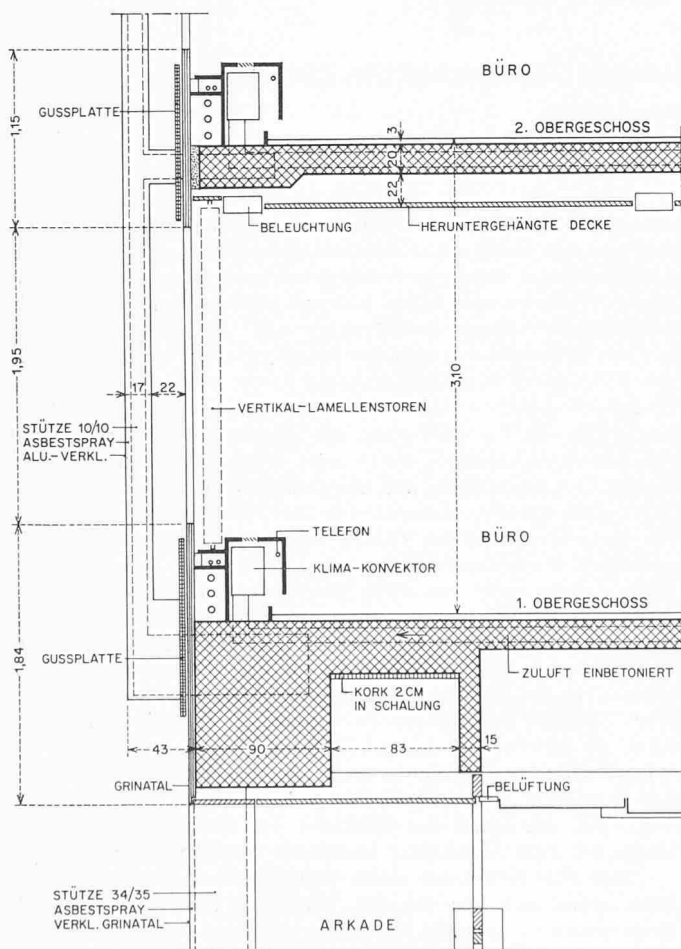 BÜRO
GUSSPLATTE
1,15
3
2. OBERGESCHOSS
20
22
BELEUCHTUNG
HERUNTERGEHÄNGTE DECKE
1,95
17
22
3,10
VERTIKAL-LAMELLENSTOREN
STÜTZE 10/10
ASBESTSPRAY
ALU.-VERKL.
TELEFON
BÜRO
KLIMA-KONVEKTOR
1. OBERGESCHOSS
1,84
GUSSPLATTE
ZULUFT EINBETONIERT
KORK 2CM
IN SCHALUNG
43
90
83
15
GRINATAL
BELÜFTUNG
STÜTZE 34/35
ASBESTSPRAY
VERKL. GRINATAL
ARKADE